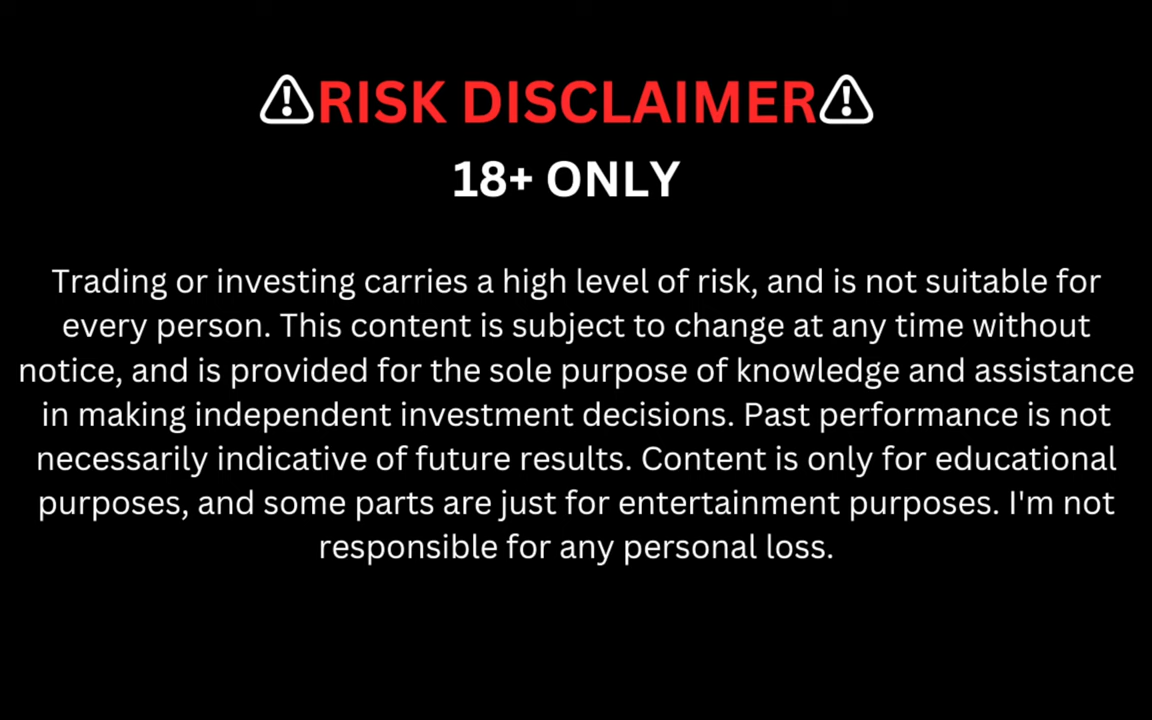 ⚠RISK DISCLAIMER⚠
18+ ONLY
Trading or investing carries a high level of risk, and is not suitable for
every person. This content is subject to change at any time without
notice, and is provided for the sole purpose of knowledge and assistance
in making independent investment decisions. Past performance is not
necessarily indicative of future results. Content is only for educational
purposes, and some parts are just for entertainment purposes. I'm not
responsible for any personal loss.